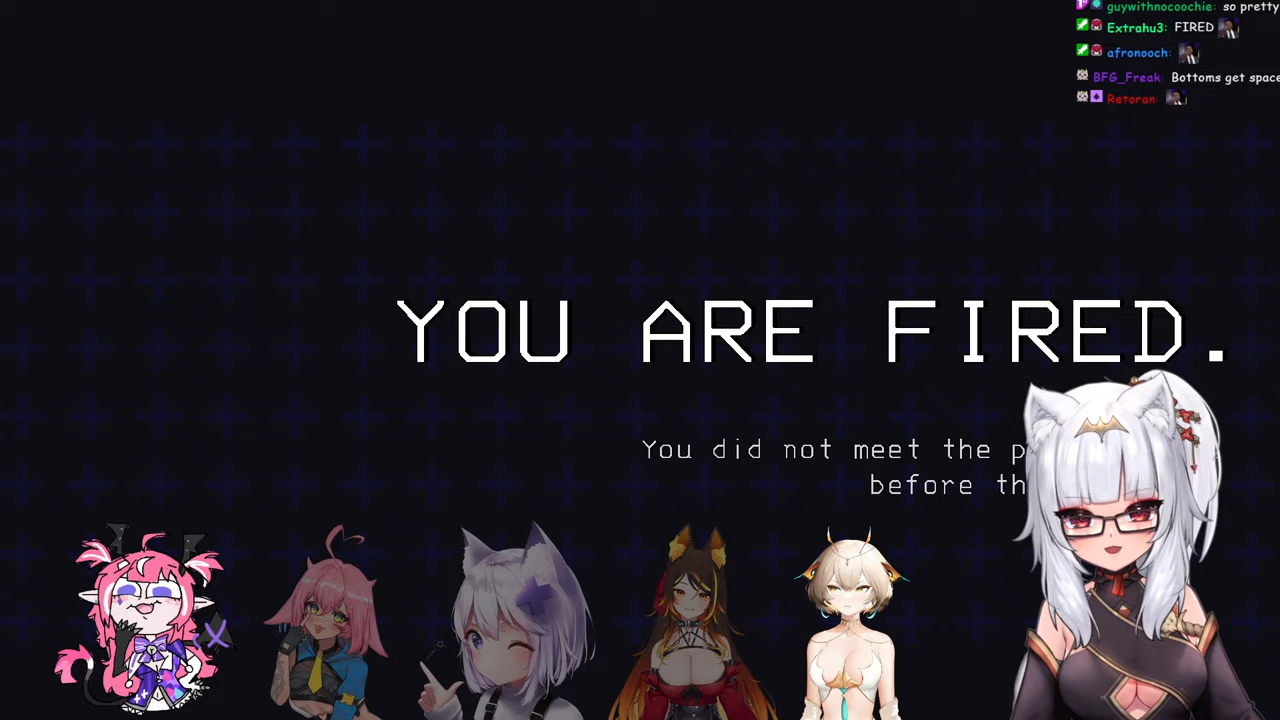 guywithnocoochie: so pretty
Extrahu3: FIRED
afronooch:
BFG_Freak: Bottoms get space
Retoran:
YOU ARE FIRED.
You did not meet the p
before th